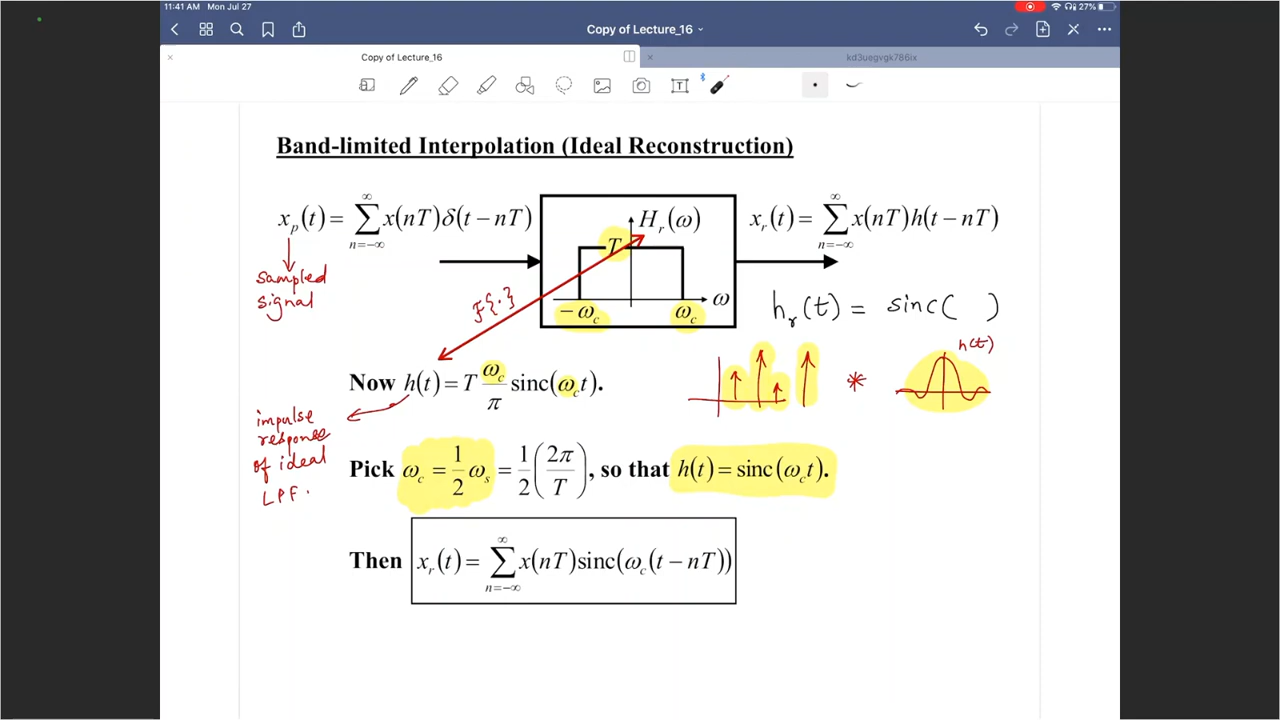 11:41 AM Mon Jul 27
27%
Copy of Lecture_16
Copy of Lecture_16
kd3uegvgk786ix
T
Band-limited Interpolation (Ideal Reconstruction)
x_p(t) = ∑_{n=-∞}^{∞} x(nT)δ(t − nT)
T
H_r(ω)
−ω_c
ω_c
ω
x_r(t) = ∑_{n=-∞}^{∞} x(nT)h(t − nT)
sampled
signal
F{·}
h_r(t) = sinc( )
*
h(t)
Now h(t) = T ω_c/π sinc(ω_c t).
impulse
response
of ideal
LPF.
Pick ω_c = 1/2 ω_s = 1/2 (2π/T), so that h(t) = sinc(ω_c t).
Then x_r(t) = ∑_{n=-∞}^{∞} x(nT)sinc(ω_c(t − nT))